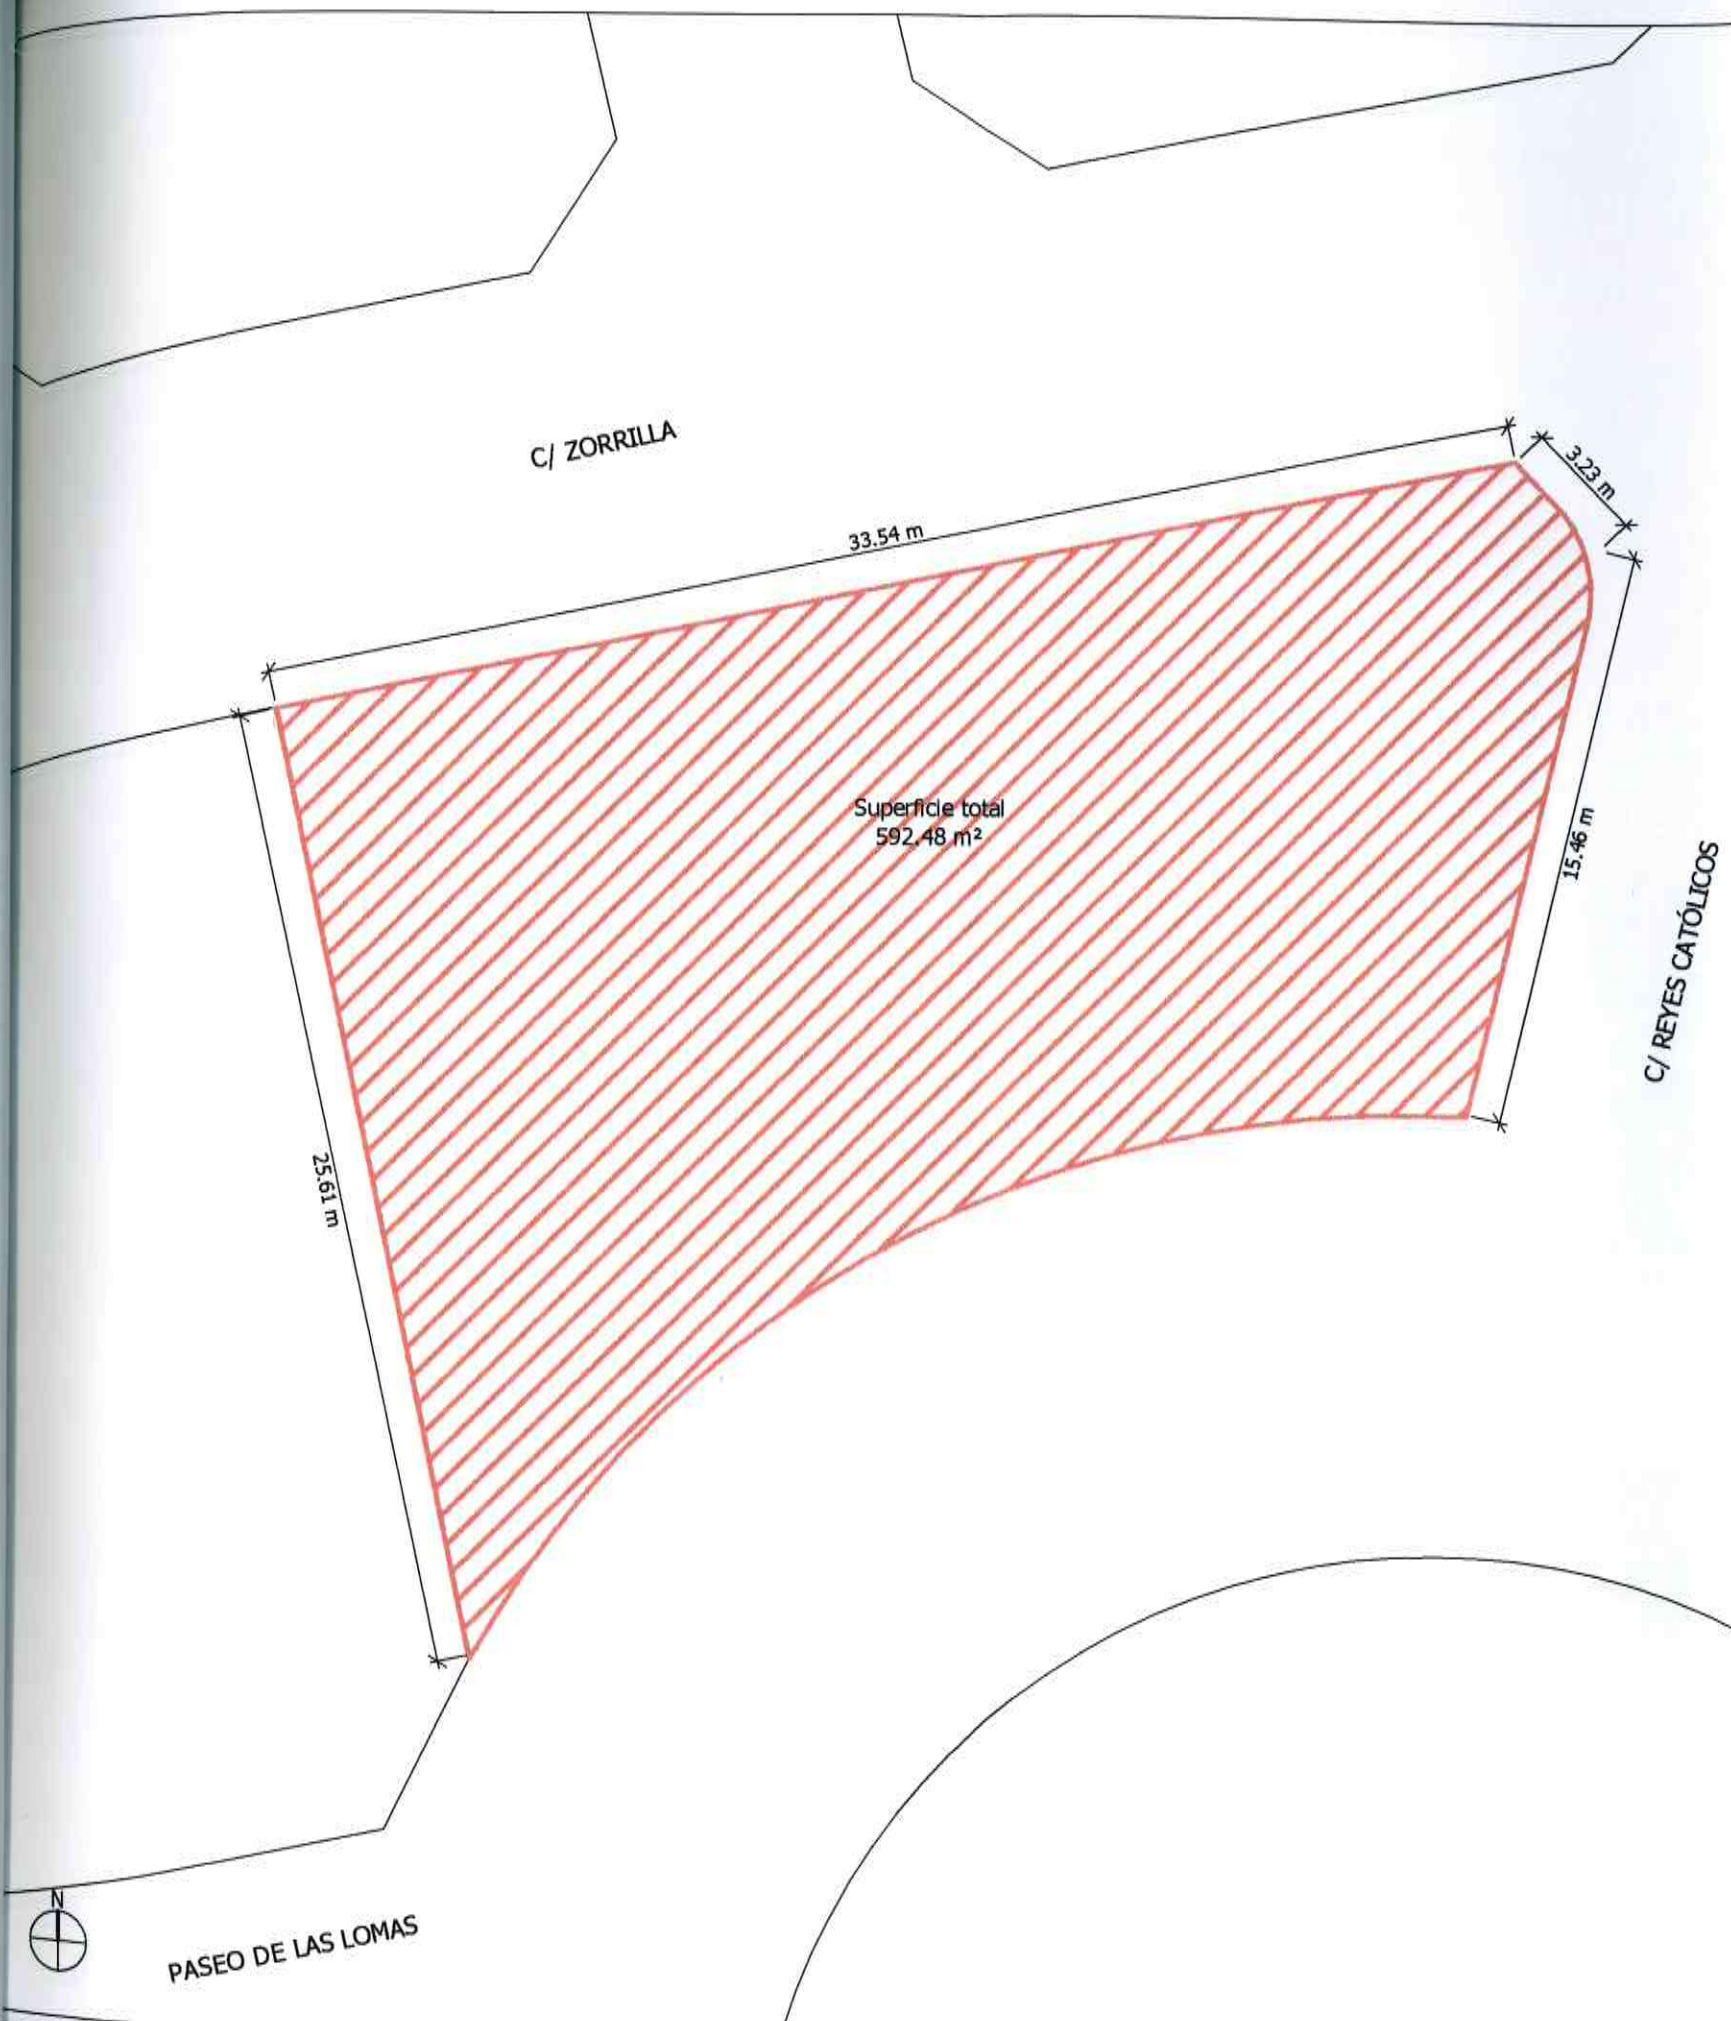 C/ ZORRILLA
3.23 m
33.54 m
Superficie total
592.48 m²
15.46 m
C/ REYES CATÓLICOS
25.61 m
N
PASEO DE LAS LOMAS